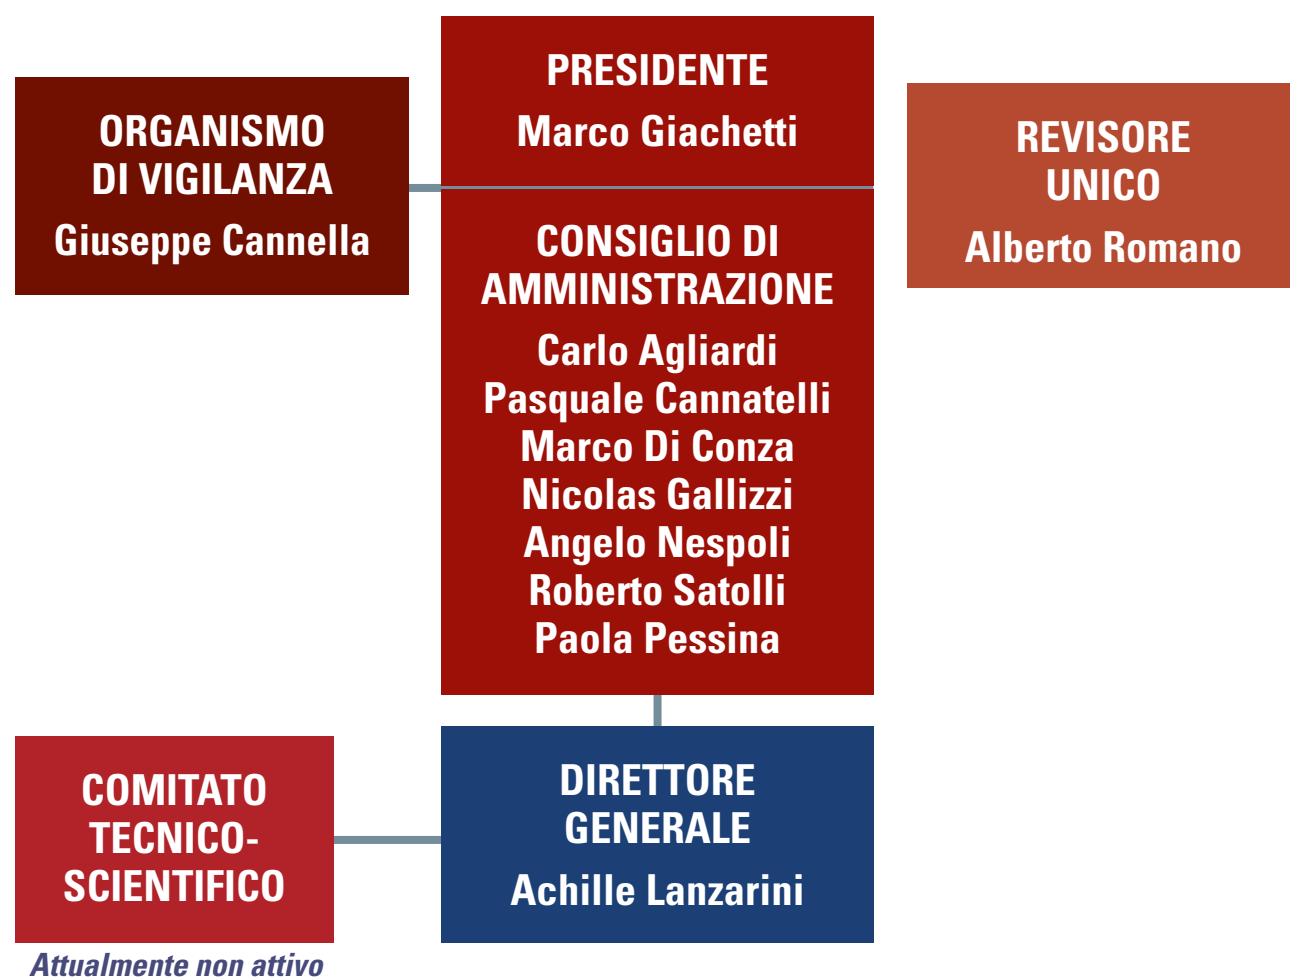 PRESIDENTE
Marco Giachetti
ORGANISMO
DI VIGILANZA
Giuseppe Cannella
REVISORE
UNICO
Alberto Romano
CONSIGLIO DI
AMMINISTRAZIONE
Carlo Agliardi
Pasquale Cannatelli
Marco Di Conza
Nicolas Gallizzi
Angelo Nespoli
Roberto Satolli
Paola Pessina
COMITATO
TECNICO-
SCIENTIFICO
Attualmente non attivo
DIRETTORE
GENERALE
Achille Lanzarini